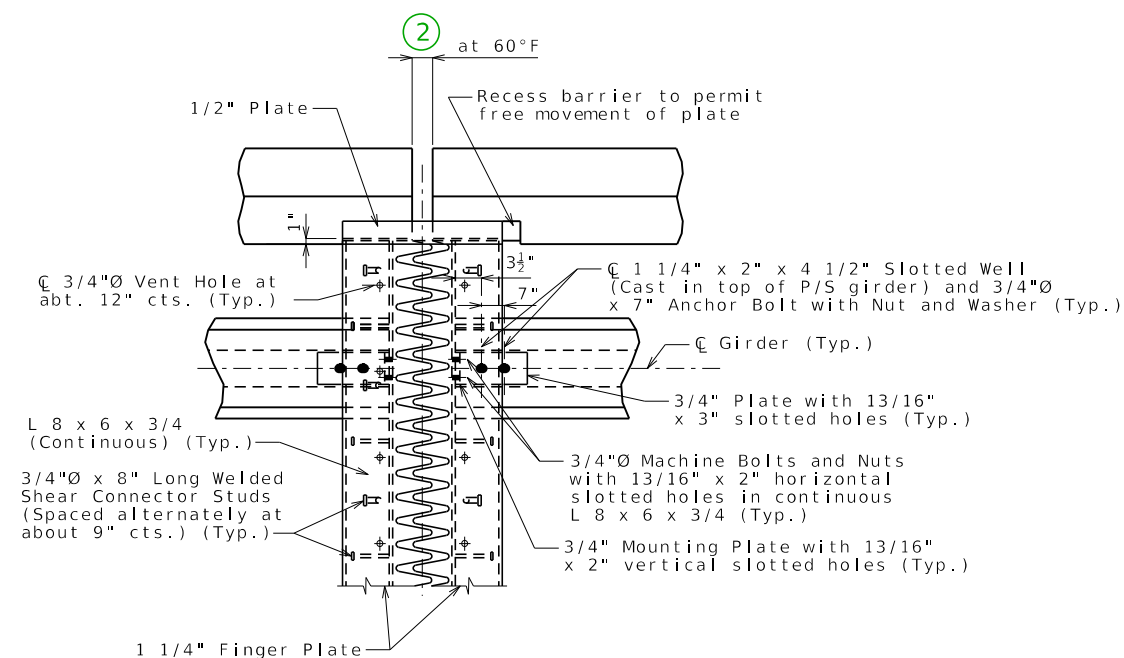 2
at 60°F
1/2" Plate
Recess barrier to permit
free movement of plate
1"
3 1/2"
7"
℄ 3/4"Ø Vent Hole at
abt. 12" cts. (Typ.)
℄ 1 1/4" x 2" x 4 1/2" Slotted Well
(Cast in top of P/S girder) and 3/4"Ø
x 7" Anchor Bolt with Nut and Washer (Typ.)
℄ Girder (Typ.)
3/4" Plate with 13/16"
x 3" slotted holes (Typ.)
L 8 x 6 x 3/4
(Continuous) (Typ.)
3/4"Ø x 8" Long Welded
Shear Connector Studs
(Spaced alternately at
about 9" cts.) (Typ.)
3/4"Ø Machine Bolts and Nuts
with 13/16" x 2" horizontal
slotted holes in continuous
L 8 x 6 x 3/4 (Typ.)
3/4" Mounting Plate with 13/16"
x 2" vertical slotted holes (Typ.)
1 1/4" Finger Plate